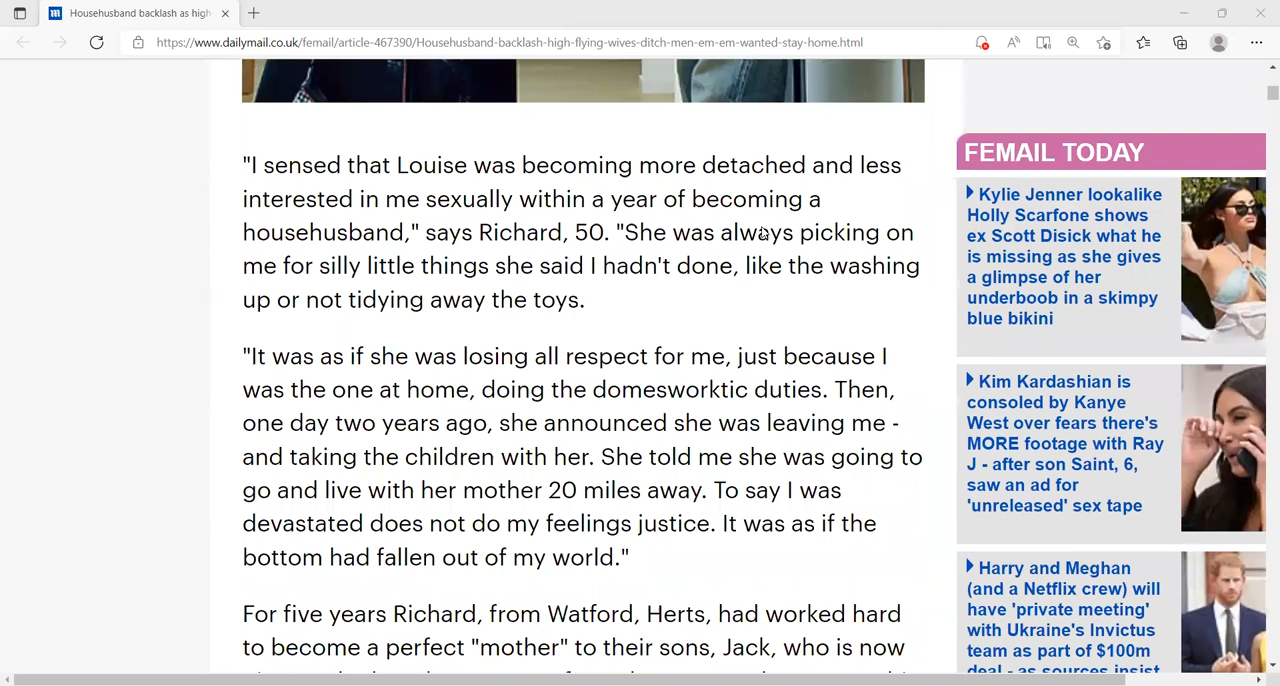 Househusband backlash as high
https://www.dailymail.co.uk/femail/article-467390/Househusband-backlash-high-flying-wives-ditch-men-em-em-wanted-stay-home.html
"I sensed that Louise was becoming more detached and less
interested in me sexually within a year of becoming a
househusband," says Richard, 50. "She was always picking on
me for silly little things she said I hadn't done, like the washing
up or not tidying away the toys.
"It was as if she was losing all respect for me, just because I
was the one at home, doing the domesworktic duties. Then,
one day two years ago, she announced she was leaving me -
and taking the children with her. She told me she was going to
go and live with her mother 20 miles away. To say I was
devastated does not do my feelings justice. It was as if the
bottom had fallen out of my world."
For five years Richard, from Watford, Herts, had worked hard
to become a perfect "mother" to their sons, Jack, who is now
FEMAIL TODAY
Kylie Jenner lookalike
Holly Scarfone shows
ex Scott Disick what he
is missing as she gives
a glimpse of her
underboob in a skimpy
blue bikini
Kim Kardashian is
consoled by Kanye
West over fears there's
MORE footage with Ray
J - after son Saint, 6,
saw an ad for
'unreleased' sex tape
Harry and Meghan
(and a Netflix crew) will
have 'private meeting'
with Ukraine's Invictus
team as part of $100m
deal - as sources insist